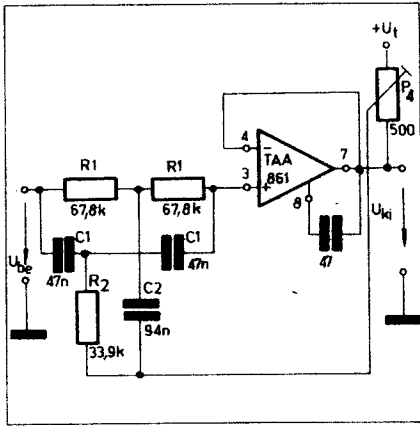 +Ut
P4
500
4
−
TAA
861
7
3
+
8
R1
R1
67,8k
67,8k
Ube
C1
C1
47n
47n
47
Uki
R2
C2
33,9k
94n